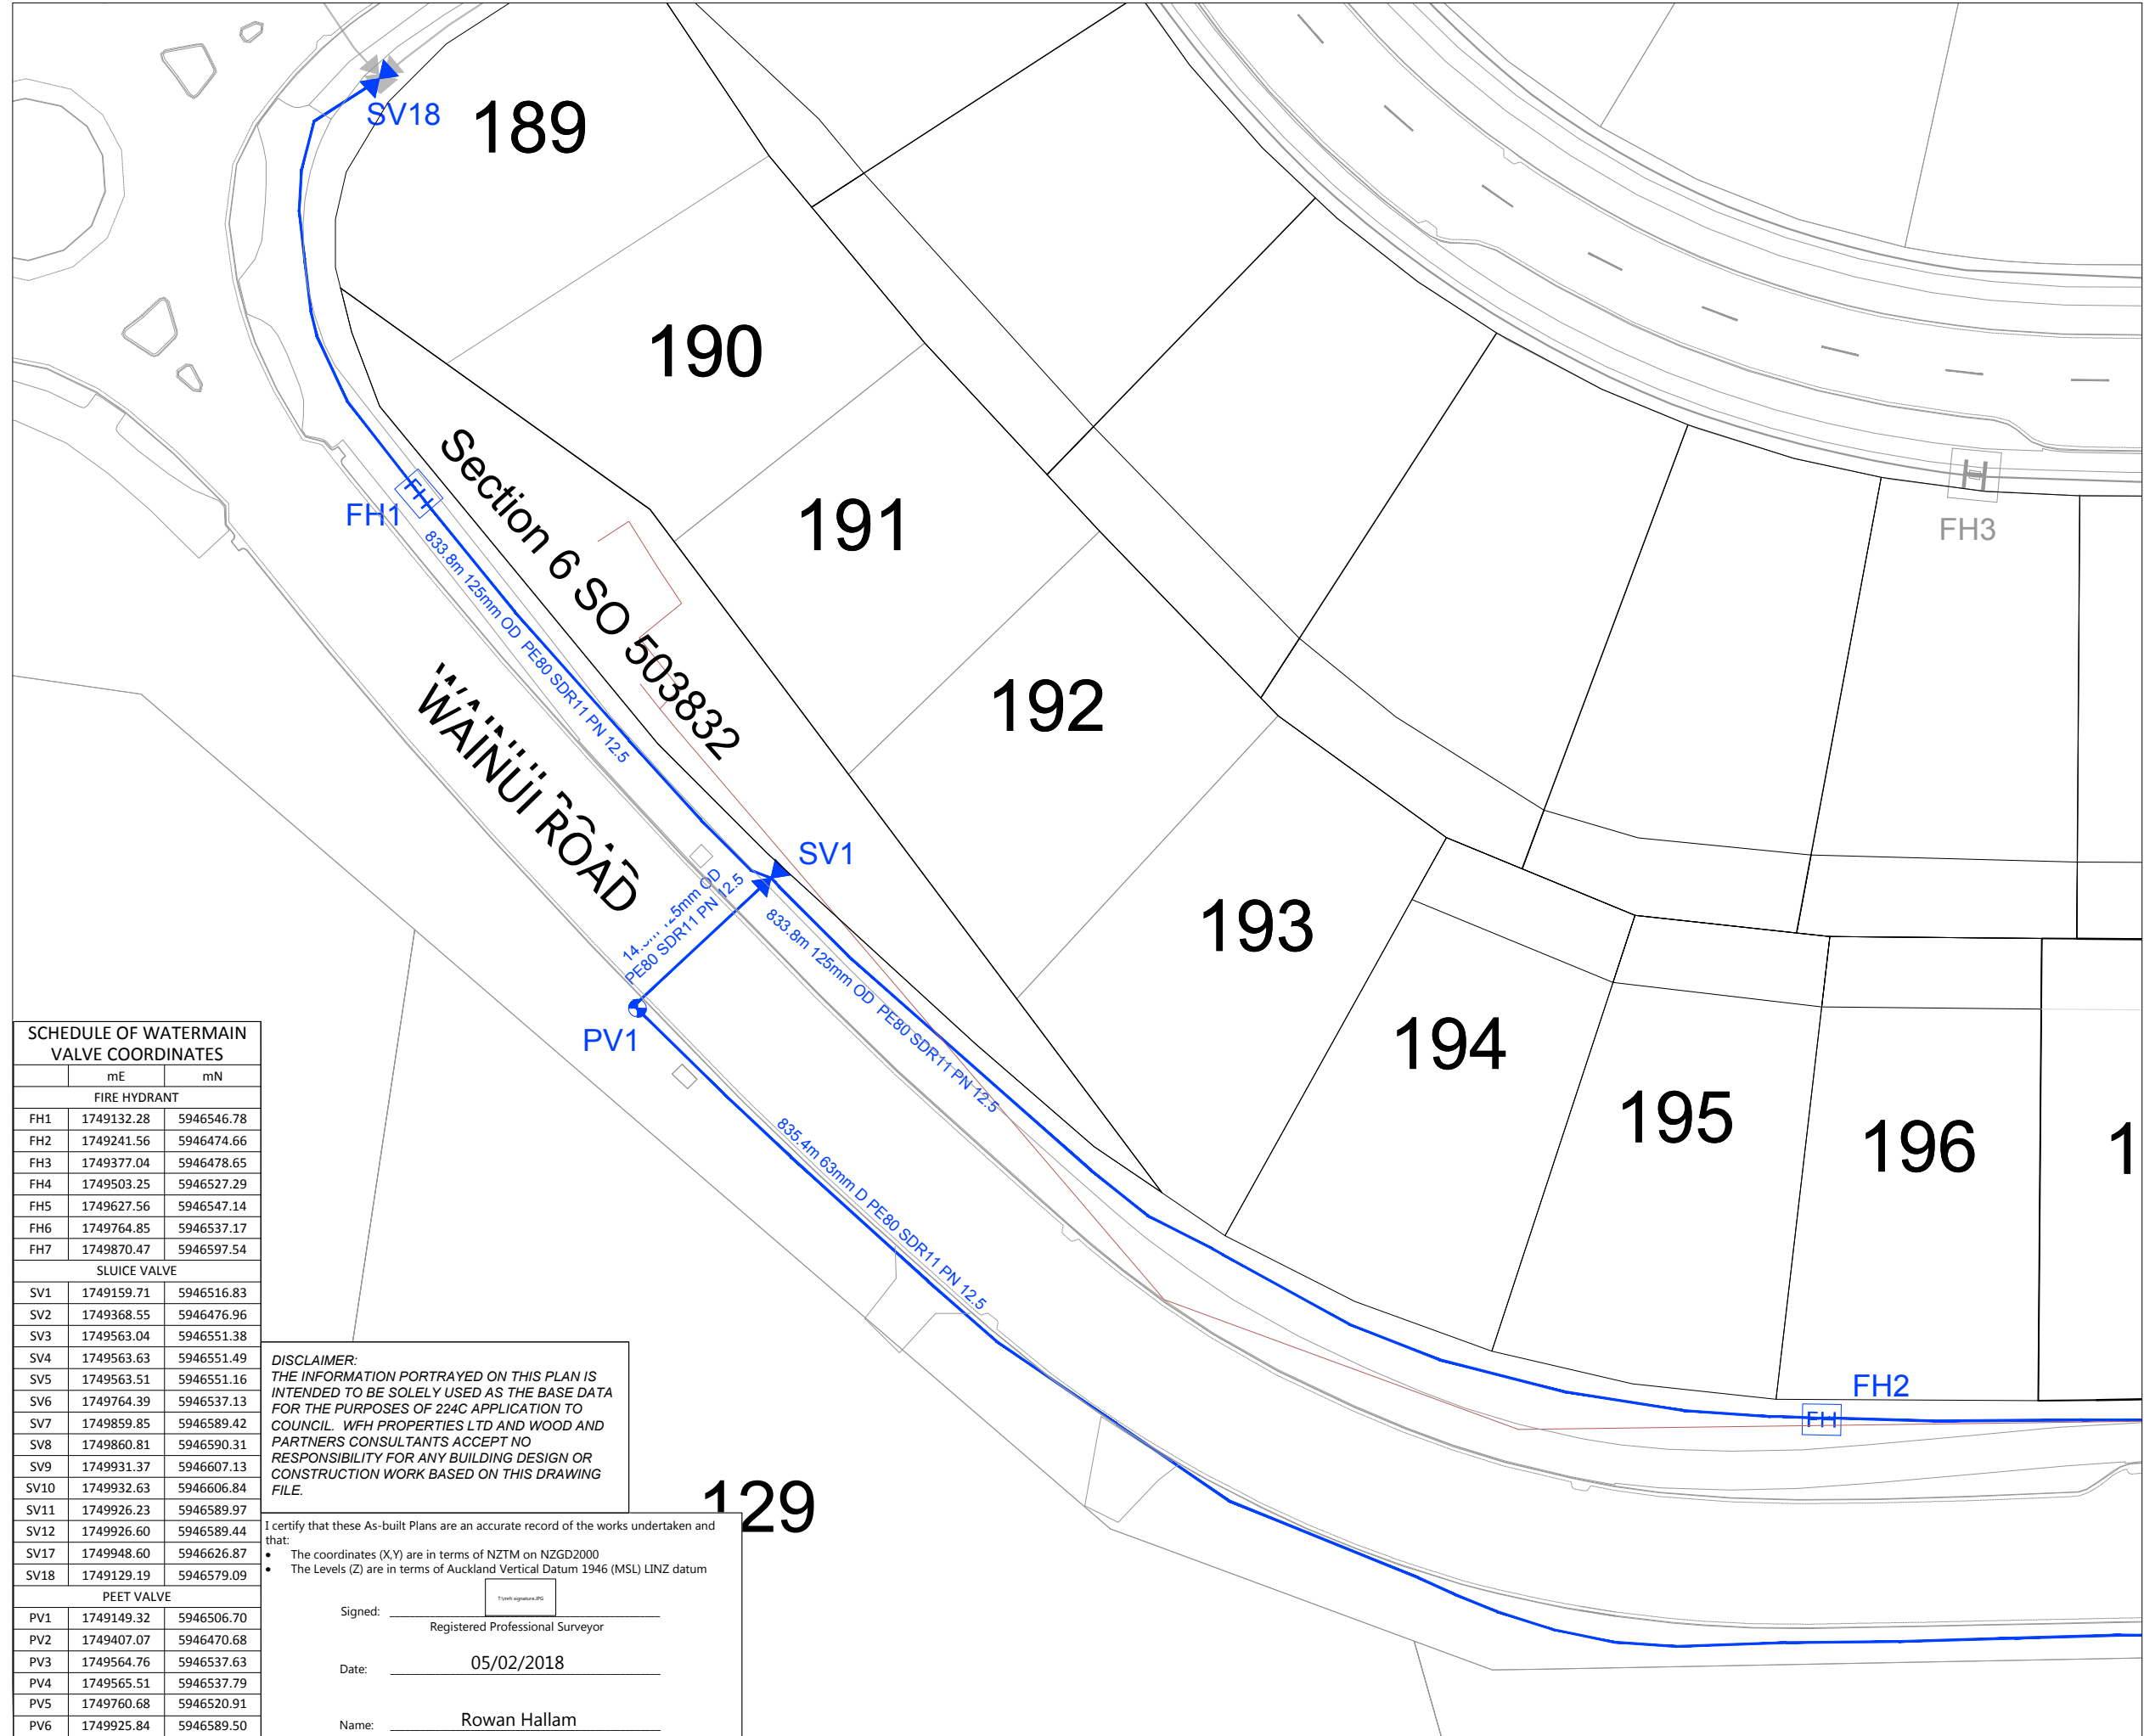 SV18
189
190
FH1
FH
Section 6 SO 503832
191
FH3
H
833.8m 125mm OD PE80 SDR11 PN 12.5
192
WAINUI ROAD
SV1
PE80 SDR11 PN 12.5
833.8m 125mm OD PE80 SDR11 PN 12.5
193
PV1
194
195
196
1
835.4m 63mm D PE80 SDR11 PN 12.5
FH2
FH
129
SCHEDULE OF WATERMAIN
VALVE COORDINATES
mE mN
FIRE HYDRANT
FH1 1749132.28 5946546.78
FH2 1749241.56 5946474.66
FH3 1749377.04 5946478.65
FH4 1749503.25 5946527.29
FH5 1749627.56 5946547.14
FH6 1749764.85 5946537.17
FH7 1749870.47 5946597.54
SLUICE VALVE
SV1 1749159.71 5946516.83
SV2 1749368.55 5946476.96
SV3 1749563.04 5946551.38
SV4 1749563.63 5946551.49
SV5 1749563.51 5946551.16
SV6 1749764.39 5946537.13
SV7 1749859.85 5946589.42
SV8 1749860.81 5946590.31
SV9 1749931.37 5946607.13
SV10 1749932.63 5946606.84
SV11 1749926.23 5946589.97
SV12 1749926.60 5946589.44
SV17 1749948.60 5946626.87
SV18 1749129.19 5946579.09
PEET VALVE
PV1 1749149.32 5946506.70
PV2 1749407.07 5946470.68
PV3 1749564.76 5946537.63
PV4 1749565.51 5946537.79
PV5 1749760.68 5946520.91
PV6 1749925.84 5946589.50
DISCLAIMER:
THE INFORMATION PORTRAYED ON THIS PLAN IS
INTENDED TO BE SOLELY USED AS THE BASE DATA
FOR THE PURPOSES OF 224C APPLICATION TO
COUNCIL. WFH PROPERTIES LTD AND WOOD AND
PARTNERS CONSULTANTS ACCEPT NO
RESPONSIBILITY FOR ANY BUILDING DESIGN OR
CONSTRUCTION WORK BASED ON THIS DRAWING
FILE.
I certify that these As-built Plans are an accurate record of the works undertaken and
that:
• The coordinates (X,Y) are in terms of NZTM on NZGD2000
• The Levels (Z) are in terms of Auckland Vertical Datum 1946 (MSL) LINZ datum
Signed:
Registered Professional Surveyor
Date: 05/02/2018
Name: Rowan Hallam